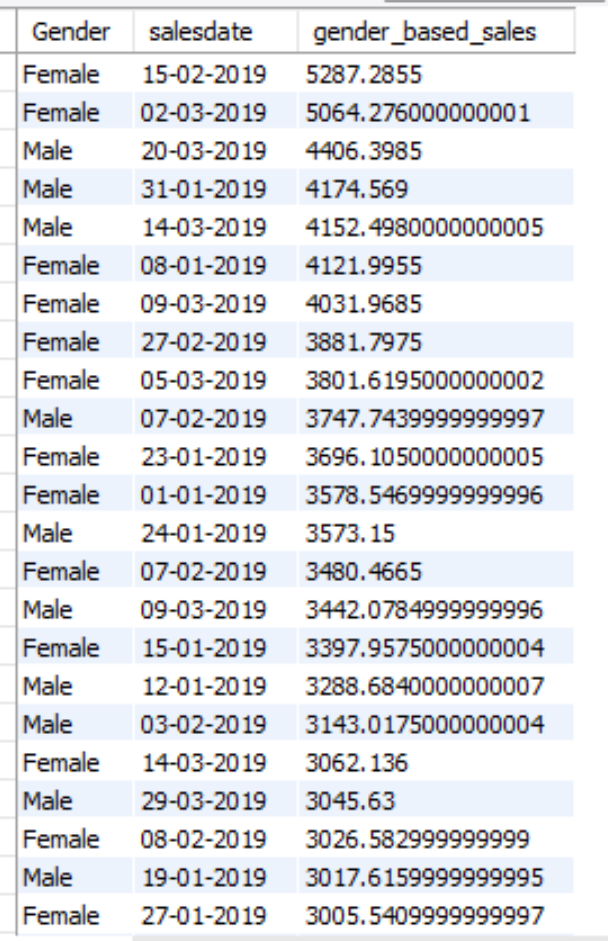 Gender salesdate gender_based_sales
Female 15-02-2019 5287.2855
Female 02-03-2019 5064.276000000001
Male 20-03-2019 4406.3985
Male 31-01-2019 4174.569
Male 14-03-2019 4152.4980000000005
Female 08-01-2019 4121.9955
Female 09-03-2019 4031.9685
Female 27-02-2019 3881.7975
Female 05-03-2019 3801.6195000000002
Male 07-02-2019 3747.7439999999997
Female 23-01-2019 3696.1050000000005
Female 01-01-2019 3578.5469999999996
Male 24-01-2019 3573.15
Female 07-02-2019 3480.4665
Male 09-03-2019 3442.0784999999996
Female 15-01-2019 3397.9575000000004
Male 12-01-2019 3288.6840000000007
Male 03-02-2019 3143.0175000000004
Female 14-03-2019 3062.136
Male 29-03-2019 3045.63
Female 08-02-2019 3026.582999999999
Male 19-01-2019 3017.6159999999995
Female 27-01-2019 3005.5409999999997